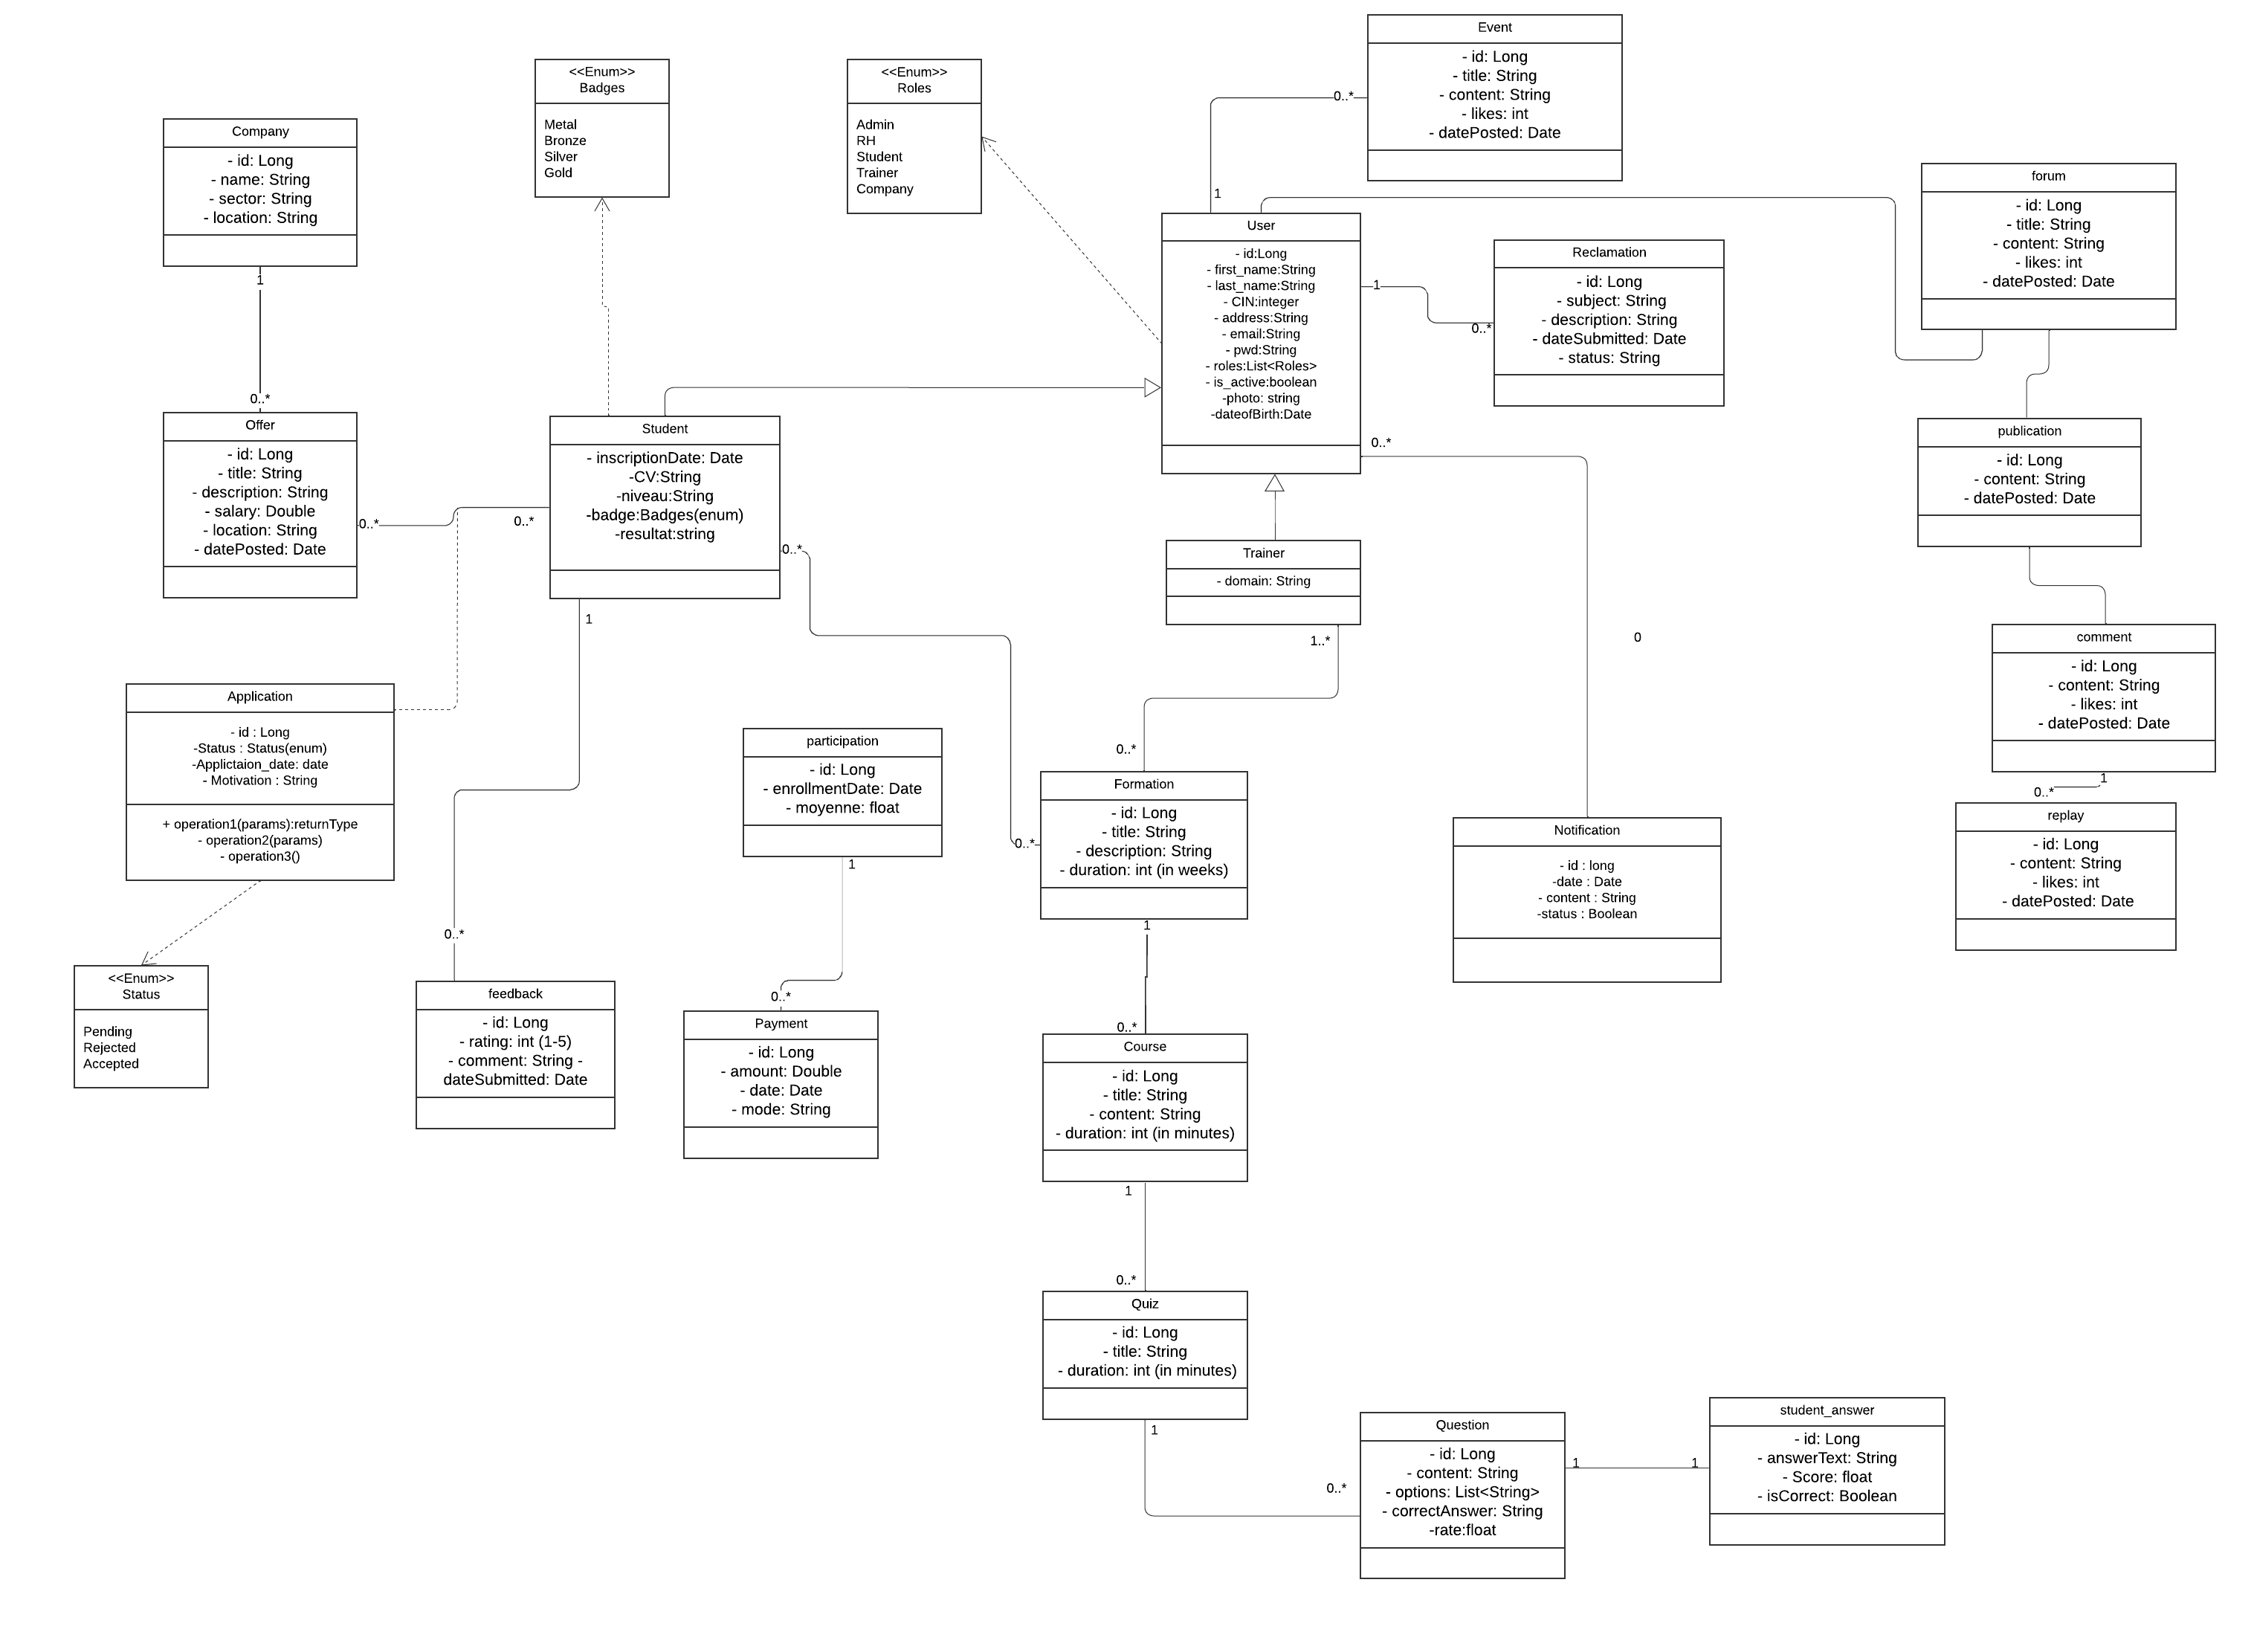 Event
- id: Long
- title: String
- content: String
- likes: int
- datePosted: Date
0..*
1
<<Enum>>
Badges
Metal
Bronze
Silver
Gold
<<Enum>>
Roles
Admin
RH
Student
Trainer
Company
Company
- id: Long
- name: String
- sector: String
- location: String
1
0..*
forum
- id: Long
- title: String
- content: String
- likes: int
- datePosted: Date
User
- id:Long
- first_name:String
- last_name:String
- CIN:integer
- address:String
- email:String
- pwd:String
- roles:List<Roles>
- is_active:boolean
-photo: string
-dateofBirth:Date
1
0..*
0..*
Reclamation
- id: Long
- subject: String
- description: String
- dateSubmitted: Date
- status: String
Offer
- id: Long
- title: String
- description: String
- salary: Double
- location: String
- datePosted: Date
0..*
0..*
Student
- inscriptionDate: Date
-CV:String
-niveau:String
-badge:Badges(enum)
-resultat:string
0..*
1
publication
- id: Long
- content: String
- datePosted: Date
Trainer
- domain: String
1..*
0..*
0
comment
- id: Long
- content: String
- likes: int
- datePosted: Date
1
0..*
Application
- id : Long
-Status : Status(enum)
-Applictaion_date: date
- Motivation : String
+ operation1(params):returnType
- operation2(params)
- operation3()
participation
- id: Long
- enrollmentDate: Date
- moyenne: float
1
0..*
0..*
Formation
- id: Long
- title: String
- description: String
- duration: int (in weeks)
1
0..*
Notification
- id : long
-date : Date
- content : String
-status : Boolean
replay
- id: Long
- content: String
- likes: int
- datePosted: Date
0..*
<<Enum>>
Status
Pending
Rejected
Accepted
feedback
- id: Long
- rating: int (1-5)
- comment: String -
dateSubmitted: Date
Payment
- id: Long
- amount: Double
- date: Date
- mode: String
Course
- id: Long
- title: String
- content: String
- duration: int (in minutes)
1
0..*
Quiz
- id: Long
- title: String
- duration: int (in minutes)
1
0..*
Question
- id: Long
- content: String
- options: List<String>
- correctAnswer: String
-rate:float
1
1
student_answer
- id: Long
- answerText: String
- Score: float
- isCorrect: Boolean